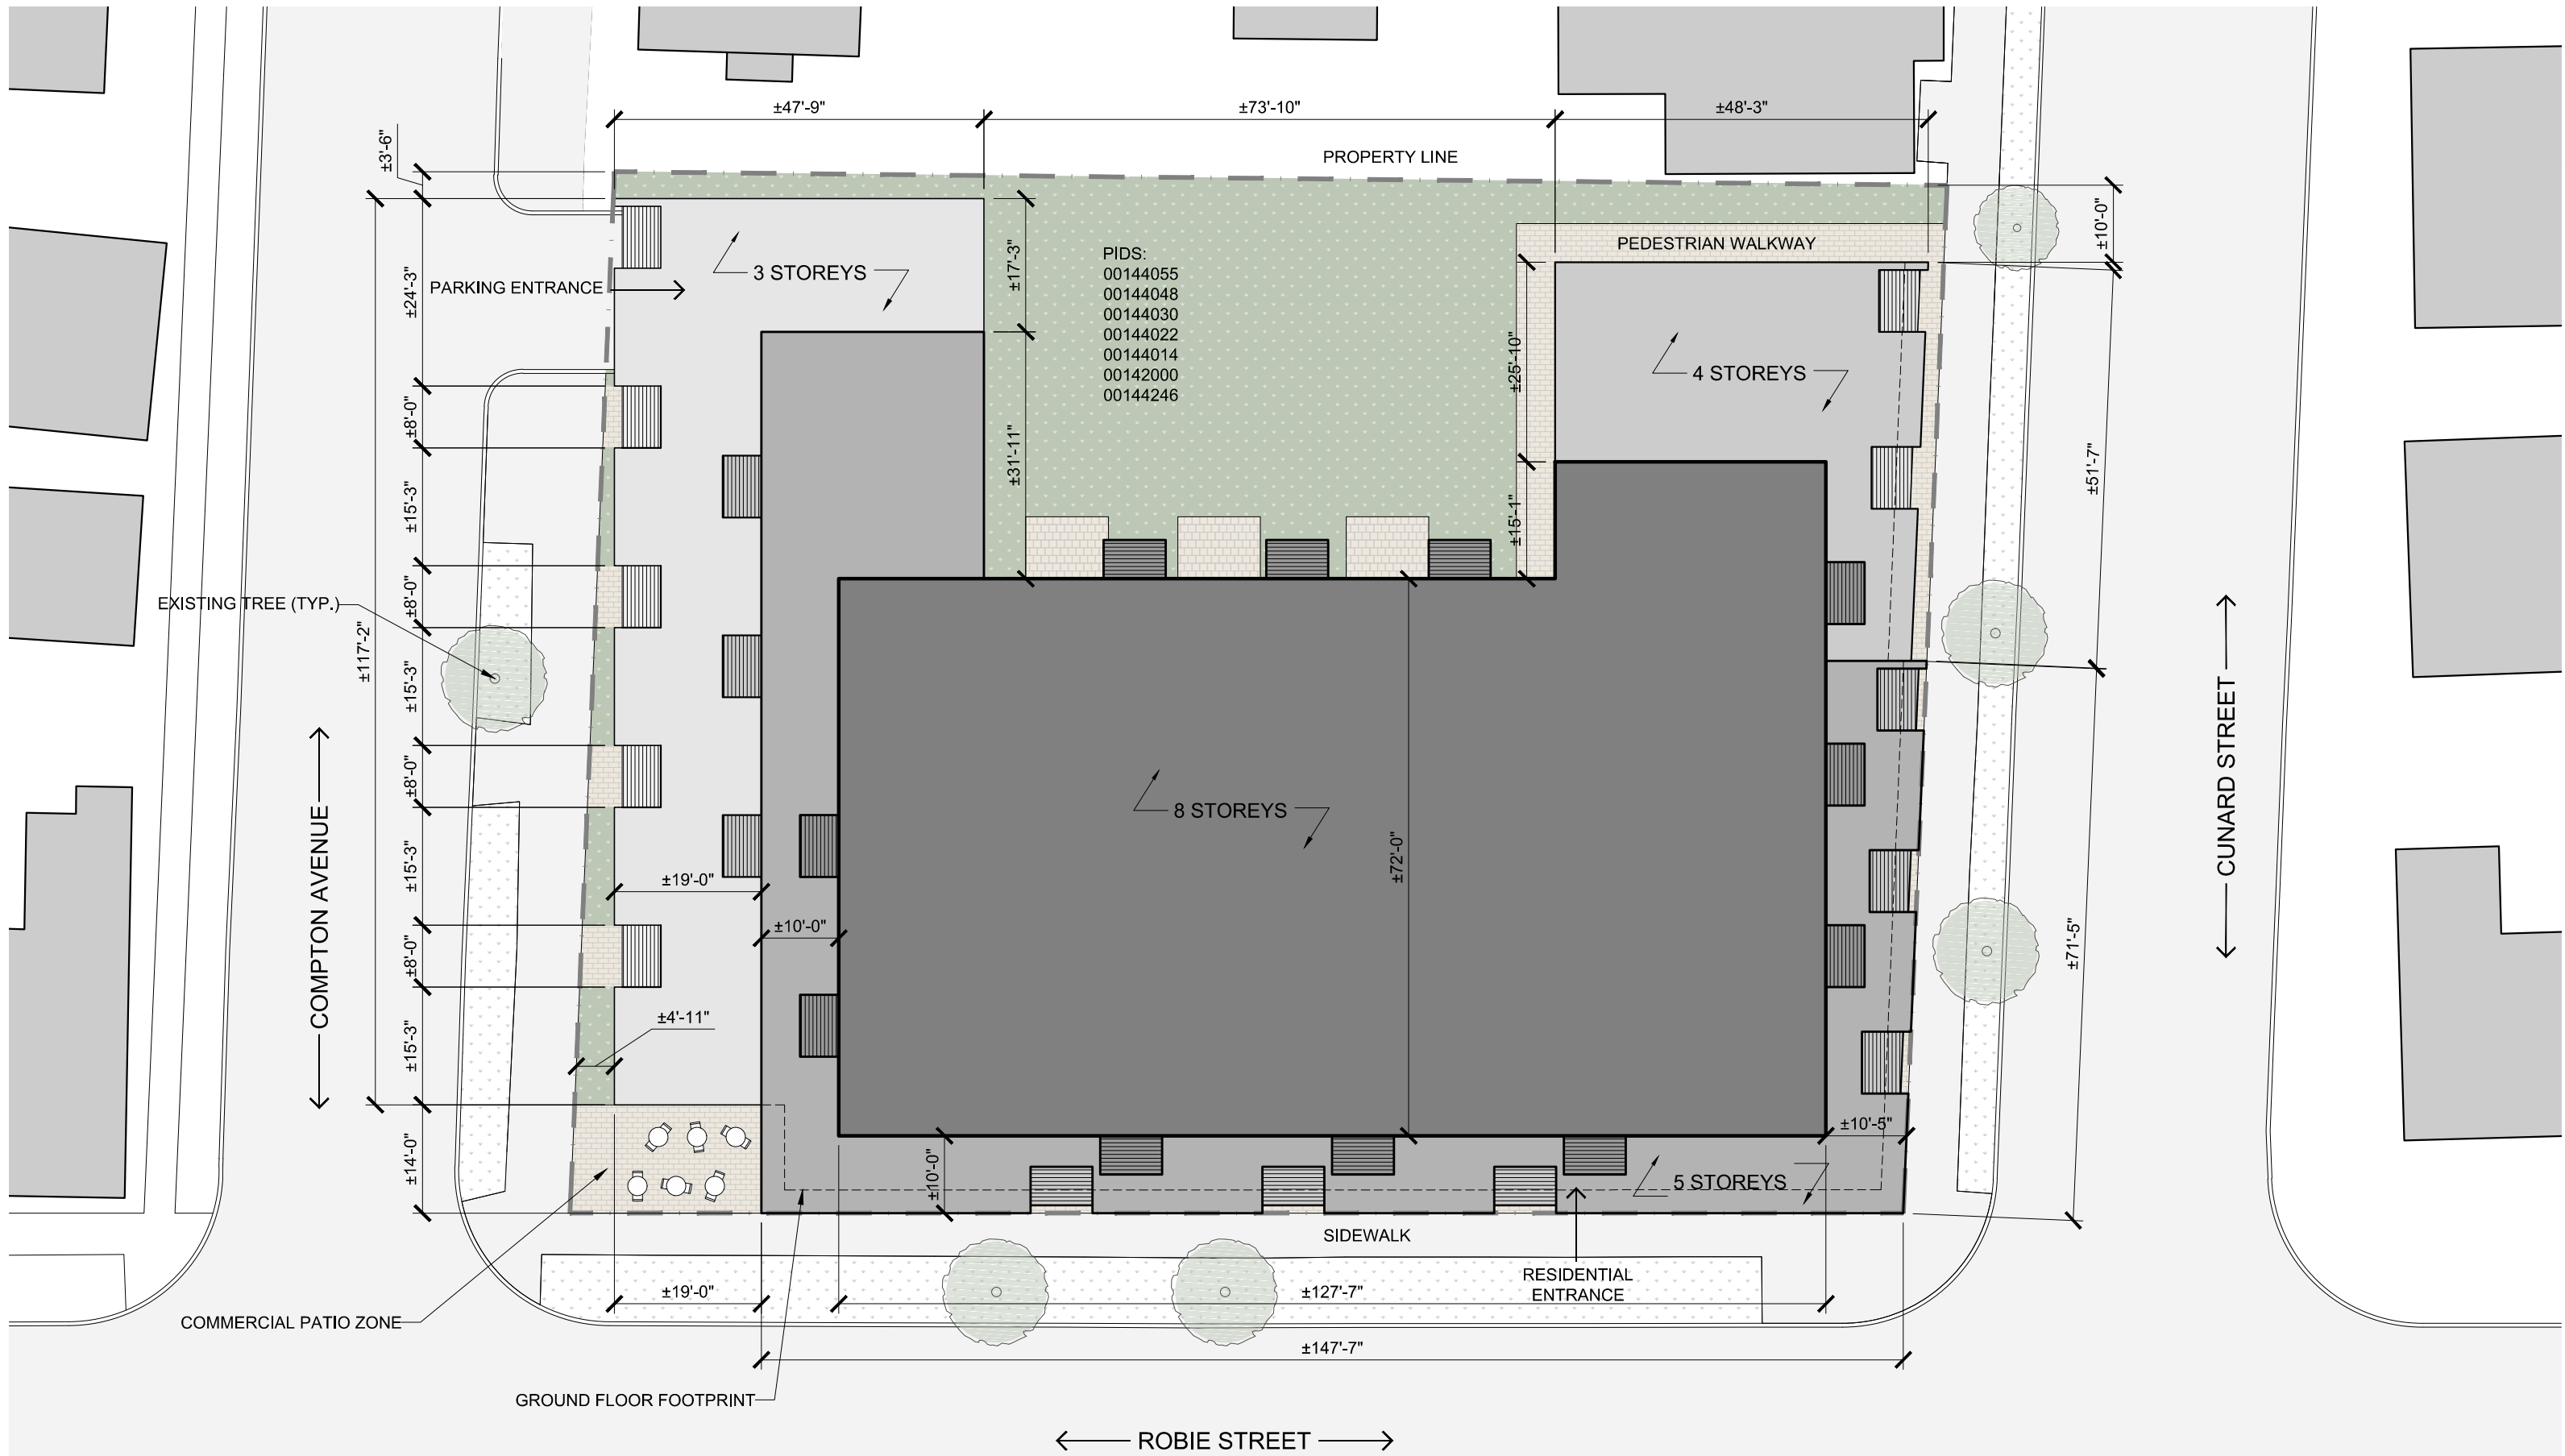 ±47'-9"
±73'-10"
±48'-3"
±3'-6"
PROPERTY LINE
±10'-0"
PEDESTRIAN WALKWAY
3 STOREYS
PARKING ENTRANCE
±24'-3"
±17'-3"
PIDS:
00144055
00144048
00144030
00144022
00144014
00142000
00144246
±25'-10"
4 STOREYS
±8'-0"
±31'-11"
±51'-7"
±15'-3"
±15'-1"
EXISTING TREE (TYP.)
±8'-0"
±117'-2"
±15'-3"
±8'-0"
8 STOREYS
±72'-0"
CUNARD STREET
COMPTON AVENUE
±15'-3"
±19'-0"
±10'-0"
±8'-0"
±71'-5"
±4'-11"
±15'-3"
±10'-5"
±14'-0"
±10'-0"
5 STOREYS
SIDEWALK
RESIDENTIAL
ENTRANCE
±19'-0"
±127'-7"
COMMERCIAL PATIO ZONE
±147'-7"
GROUND FLOOR FOOTPRINT
ROBIE STREET